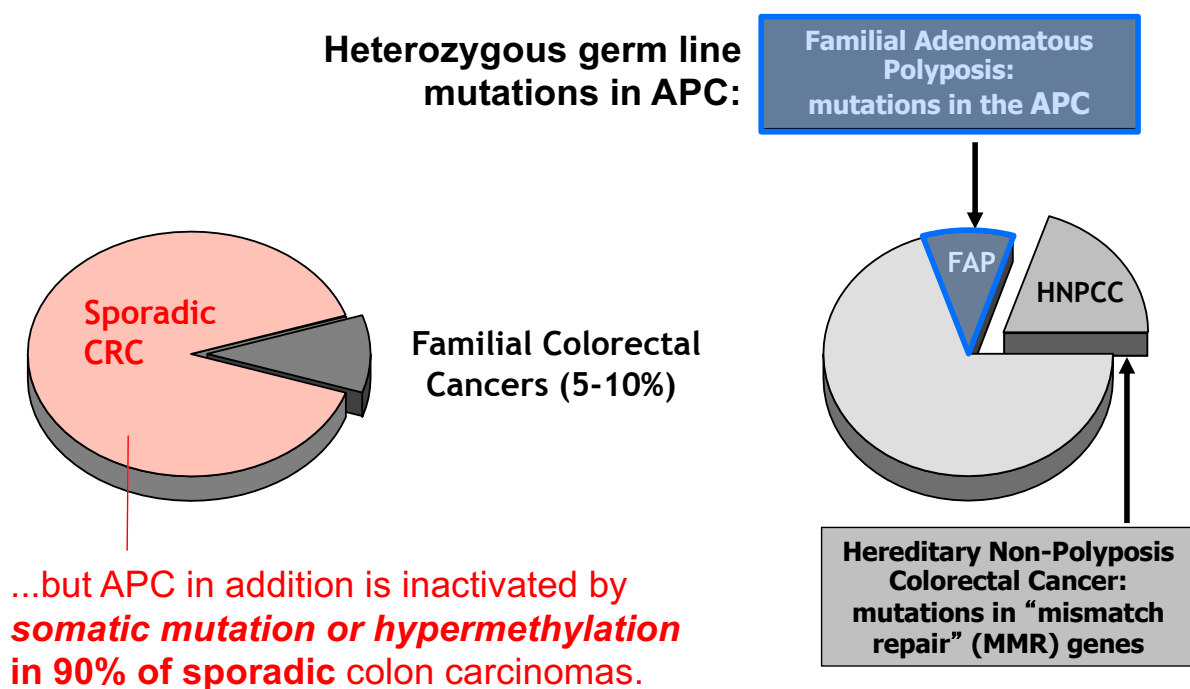 Heterozygous germ line
mutations in APC:
Familial Adenomatous
Polyposis:
mutations in the APC
Sporadic
CRC
Familial Colorectal
Cancers (5-10%)
FAP
HNPCC
...but APC in addition is inactivated by
somatic mutation or hypermethylation
in 90% of sporadic colon carcinomas.
Hereditary Non-Polyposis
Colorectal Cancer:
mutations in “mismatch
repair” (MMR) genes